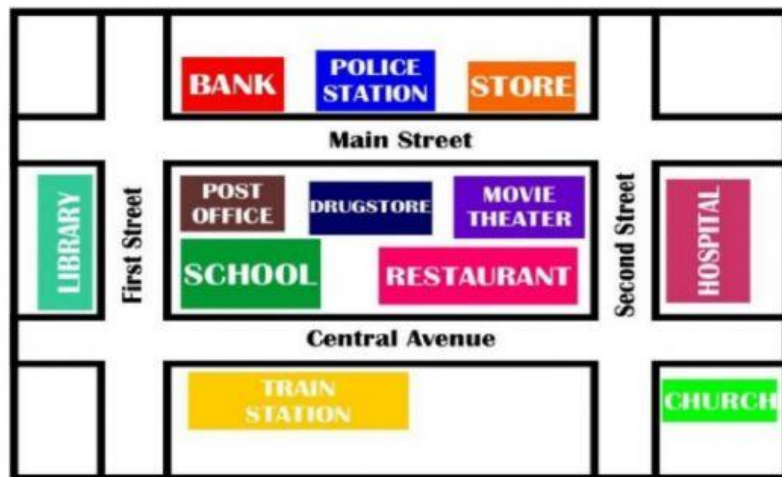 BANK
POLICE
STATION
STORE
Main Street
LIBRARY
First Street
POST
OFFICE
DRUGSTORE
MOVIE
THEATER
Second Street
HOSPITAL
SCHOOL
RESTAURANT
Central Avenue
TRAIN
STATION
CHURCH